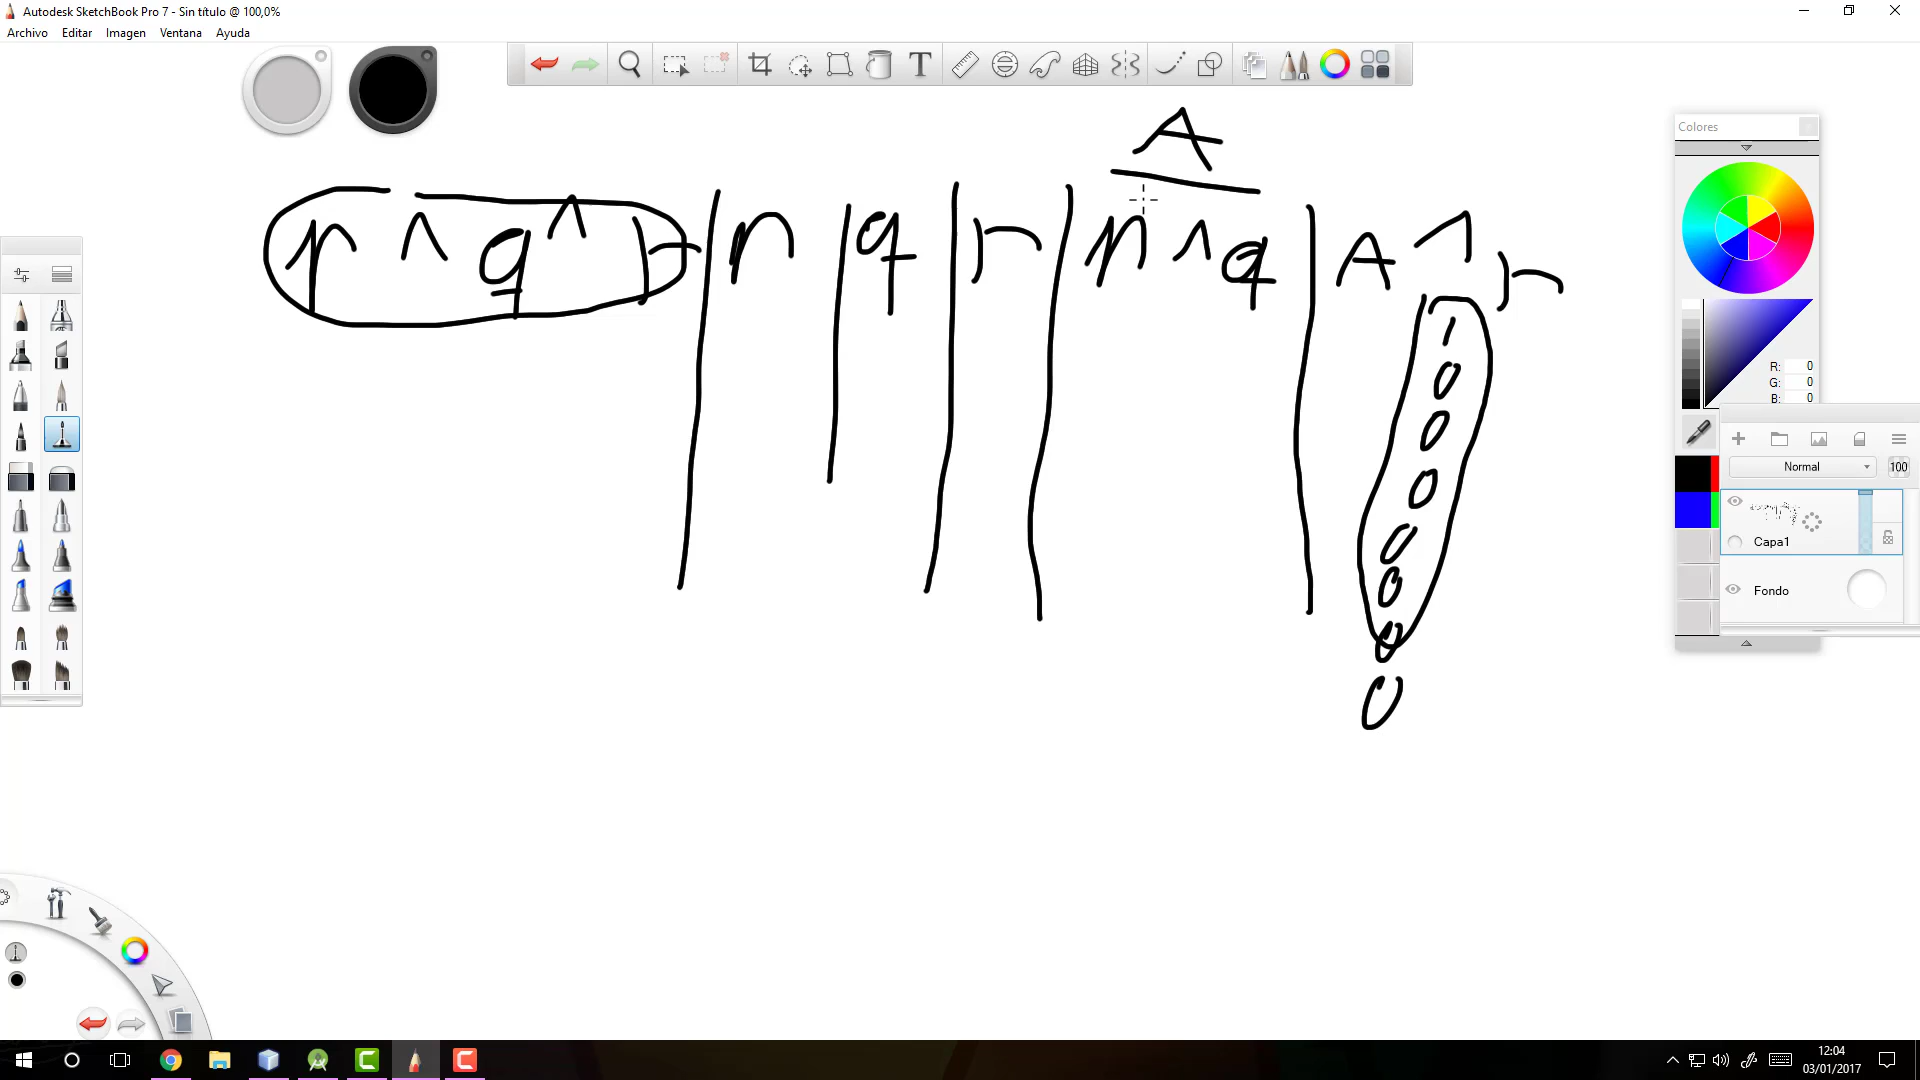 Autodesk SketchBook Pro 7 - Sin título @ 100,0%
Archivo Editar Imagen Ventana Ayuda
T
A
p ^ q ^ r | p | q | r | p ^ q | A ^ r
1
0
0
0
0
0
0
0
Colores
R: 0
G: 0
B: 0
Normal 100
Capa1
Fondo
12:04
03/01/2017